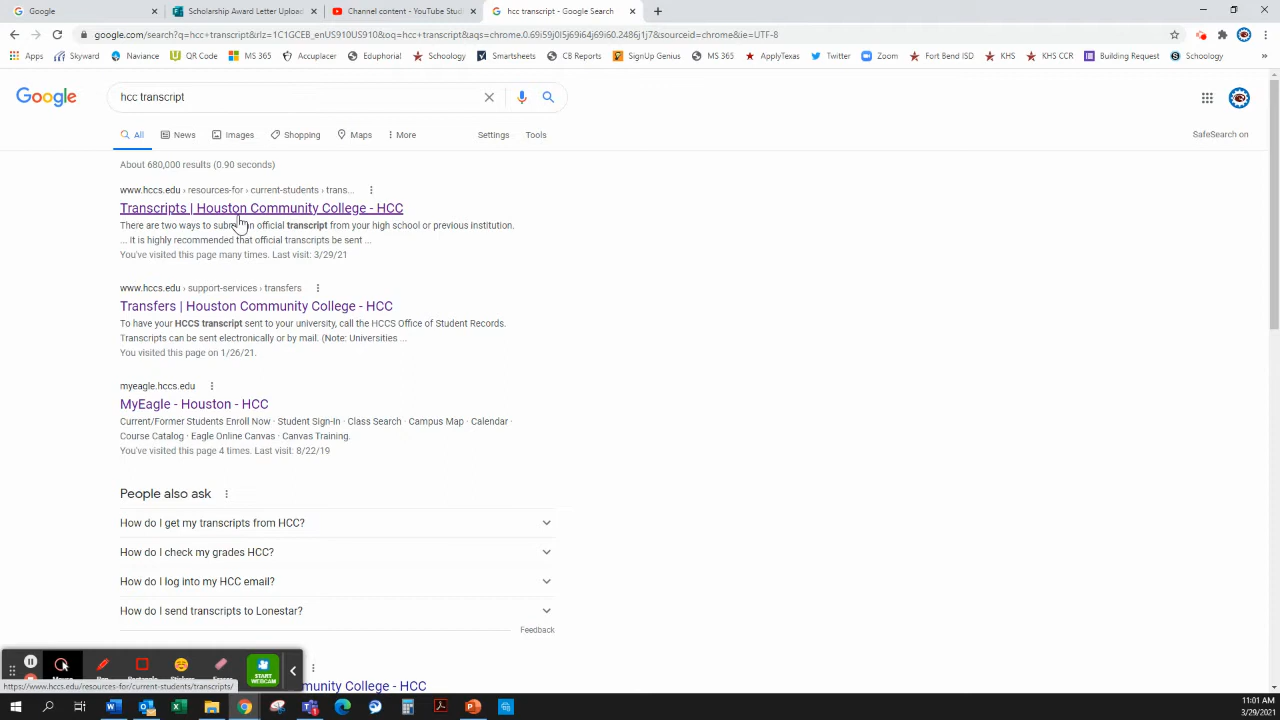 Google
Scholarship Award Letter Upload
Channel content - YouTube Stud
hcc transcript - Google Search
google.com/search?q=hcc+transcript&rlz=1C1GCEB_enUS910US910&oq=hcc+transcript&aqs=chrome.0.69i59j0l5j69i64j69i60.2486j1j7&sourceid=chrome&ie=UTF-8
Apps Skyward Naviance QR Code MS 365 Accuplacer Eduphorial Schoology Smartsheets CB Reports SignUp Genius MS 365 ApplyTexas Twitter Zoom Fort Bend ISD KHS KHS CCR Building Request Schoology »
Google
hcc transcript
All News Images Shopping Maps More Settings Tools
SafeSearch on
About 680,000 results (0.90 seconds)
www.hccs.edu › resources-for › current-students › trans...
Transcripts | Houston Community College - HCC
There are two ways to submit an official transcript from your high school or previous institution.
... It is highly recommended that official transcripts be sent ...
You've visited this page many times. Last visit: 3/29/21
www.hccs.edu › support-services › transfers
Transfers | Houston Community College - HCC
To have your HCCS transcript sent to your university, call the HCCS Office of Student Records.
Transcripts can be sent electronically or by mail. (Note: Universities ...
You visited this page on 1/26/21.
myeagle.hccs.edu
MyEagle - Houston - HCC
Current/Former Students Enroll Now · Student Sign-In · Class Search · Campus Map · Calendar ·
Course Catalog · Eagle Online Canvas · Canvas Training.
You've visited this page 4 times. Last visit: 8/22/19
People also ask
How do I get my transcripts from HCC?
How do I check my grades HCC?
How do I log into my HCC email?
How do I send transcripts to Lonestar?
Feedback
START WEBCAM
https://www.hccs.edu/resources-for/current-students/transcripts/
munity College - HCC
11:01 AM
3/29/2021